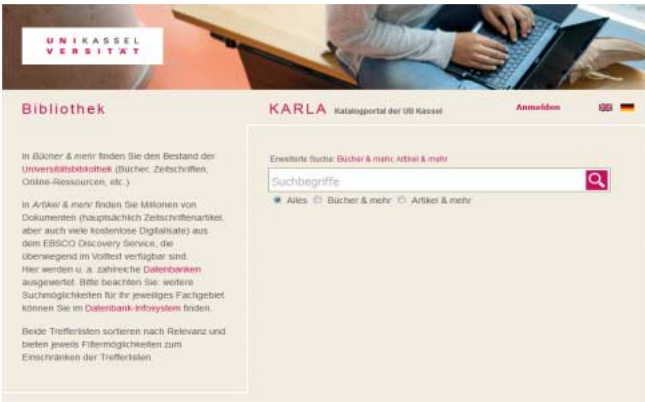 UNIKASSEL
VERSITÄT
Bibliothek
KARLA Katalogportal der UB Kassel
Anmelden
In Bücher & mehr finden Sie den Bestand der
Universitätsbibliothek (Bücher, Zeitschriften,
Online-Ressourcen, etc.)
In Artikel & mehr finden Sie Millionen von
Dokumenten (hauptsächlich Zeitschriftenartikel,
aber auch viele kostenlose Digitalisate) aus
dem EBSCO Discovery Service, die
überwiegend im Volltext verfügbar sind.
Hier werden u. a. zahlreiche Datenbanken
ausgewertet. Bitte beachten Sie: weitere
Suchmöglichkeiten für Ihr jeweiliges Fachgebiet
können Sie im Datenbank-Infosystem finden.
Beide Trefferlisten sortieren nach Relevanz und
bieten jeweils Filtermöglichkeiten zum
Einschränken der Trefferlisten.
Erweiterte Suche: Bücher & mehr, Artikel & mehr
Suchbegriffe
Alles Bücher & mehr Artikel & mehr